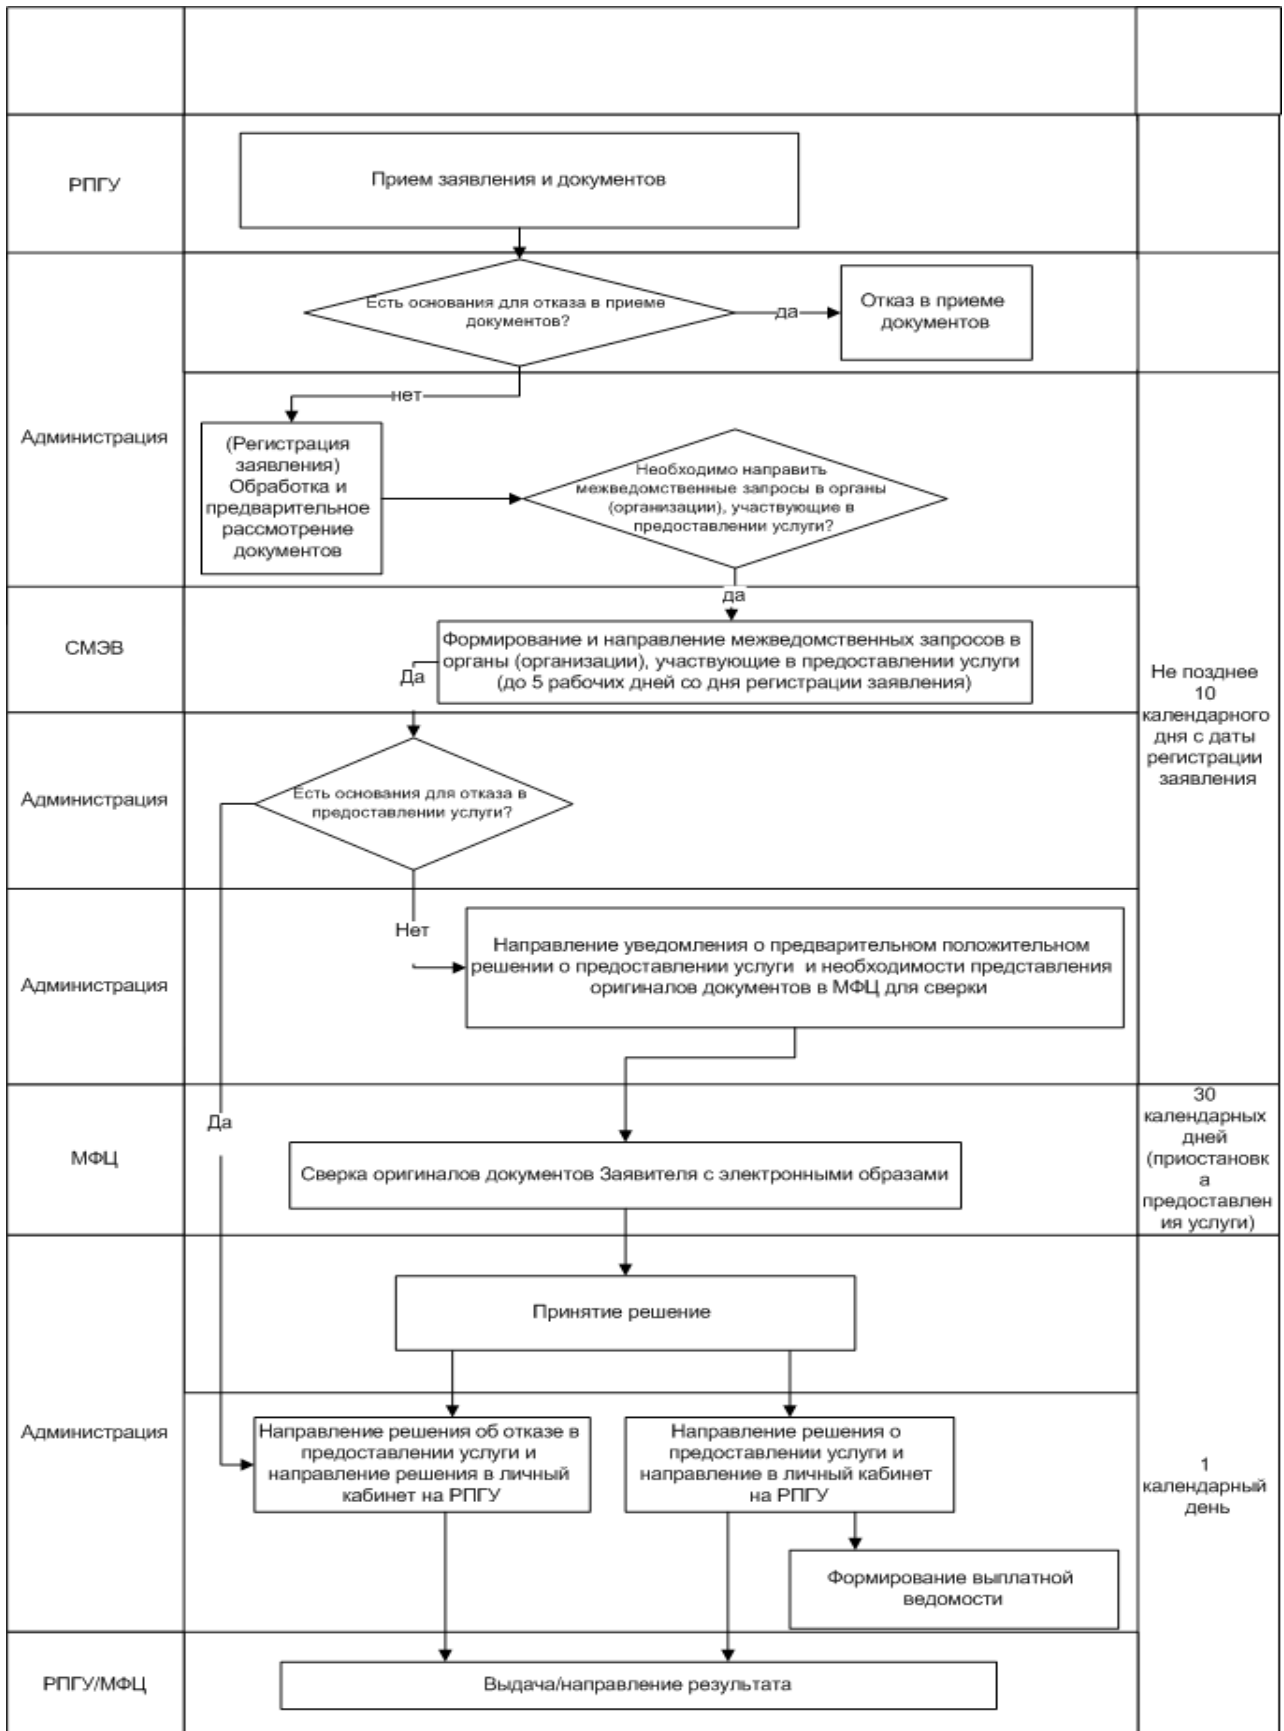 РПГУ
Прием заявления и документов
Администрация
Есть основания для отказа в приеме
документов?
да
Отказ в приеме
документов
нет
(Регистрация
заявления)
Обработка и
предварительное
рассмотрение
документов
Необходимо направить
межведомственные запросы в органы
(организации), участвующие в
предоставлении услуги?
да
СМЭВ
Формирование и направление межведомственных запросов в
органы (организации), участвующие в предоставлении услуги
(до 5 рабочих дней со дня регистрации заявления)
Да
Не позднее
10
календарного
дня с даты
регистрации
заявления
Администрация
Есть основания для отказа в
предоставлении услуги?
Нет
Администрация
Направление уведомления о предварительном положительном
решении о предоставлении услуги и необходимости представления
оригиналов документов в МФЦ для сверки
Да
МФЦ
Сверка оригиналов документов Заявителя с электронными образами
30
календарных
дней
(приостановк
а
предоставлен
ия услуги)
Принятие решение
Администрация
Направление решения об отказе в
предоставлении услуги и
направление решения в личный
кабинет на РПГУ
Направление решения о
предоставлении услуги и
направление в личный кабинет
на РПГУ
1
календарный
день
Формирование выплатной
ведомости
РПГУ/МФЦ
Выдача/направление результата